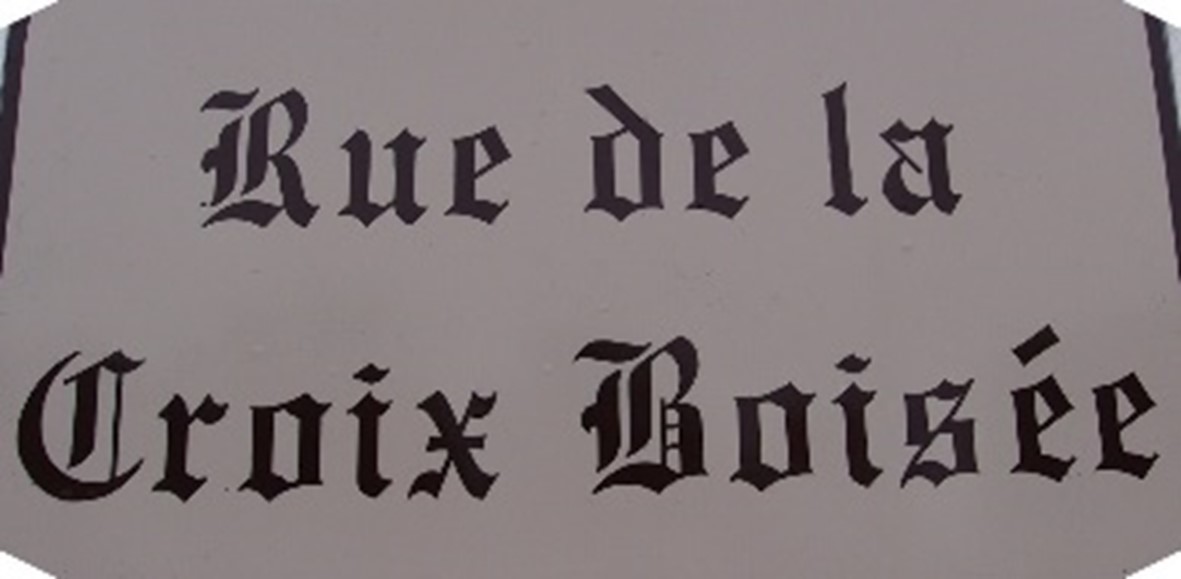 Rue de la
Croix Boisée